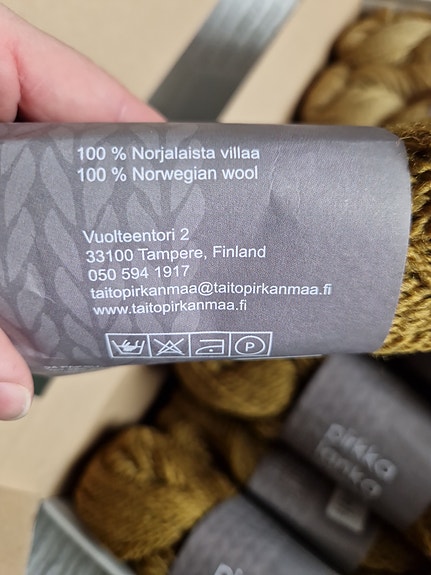 100 % Norjalaista villaa
100 % Norwegian wool
Vuolteentori 2
33100 Tampere, Finland
050 594 1917
taitopirkanmaa@taitopirkanmaa.fi
www.taitopirkanmaa.fi
P
pirkka
lanka